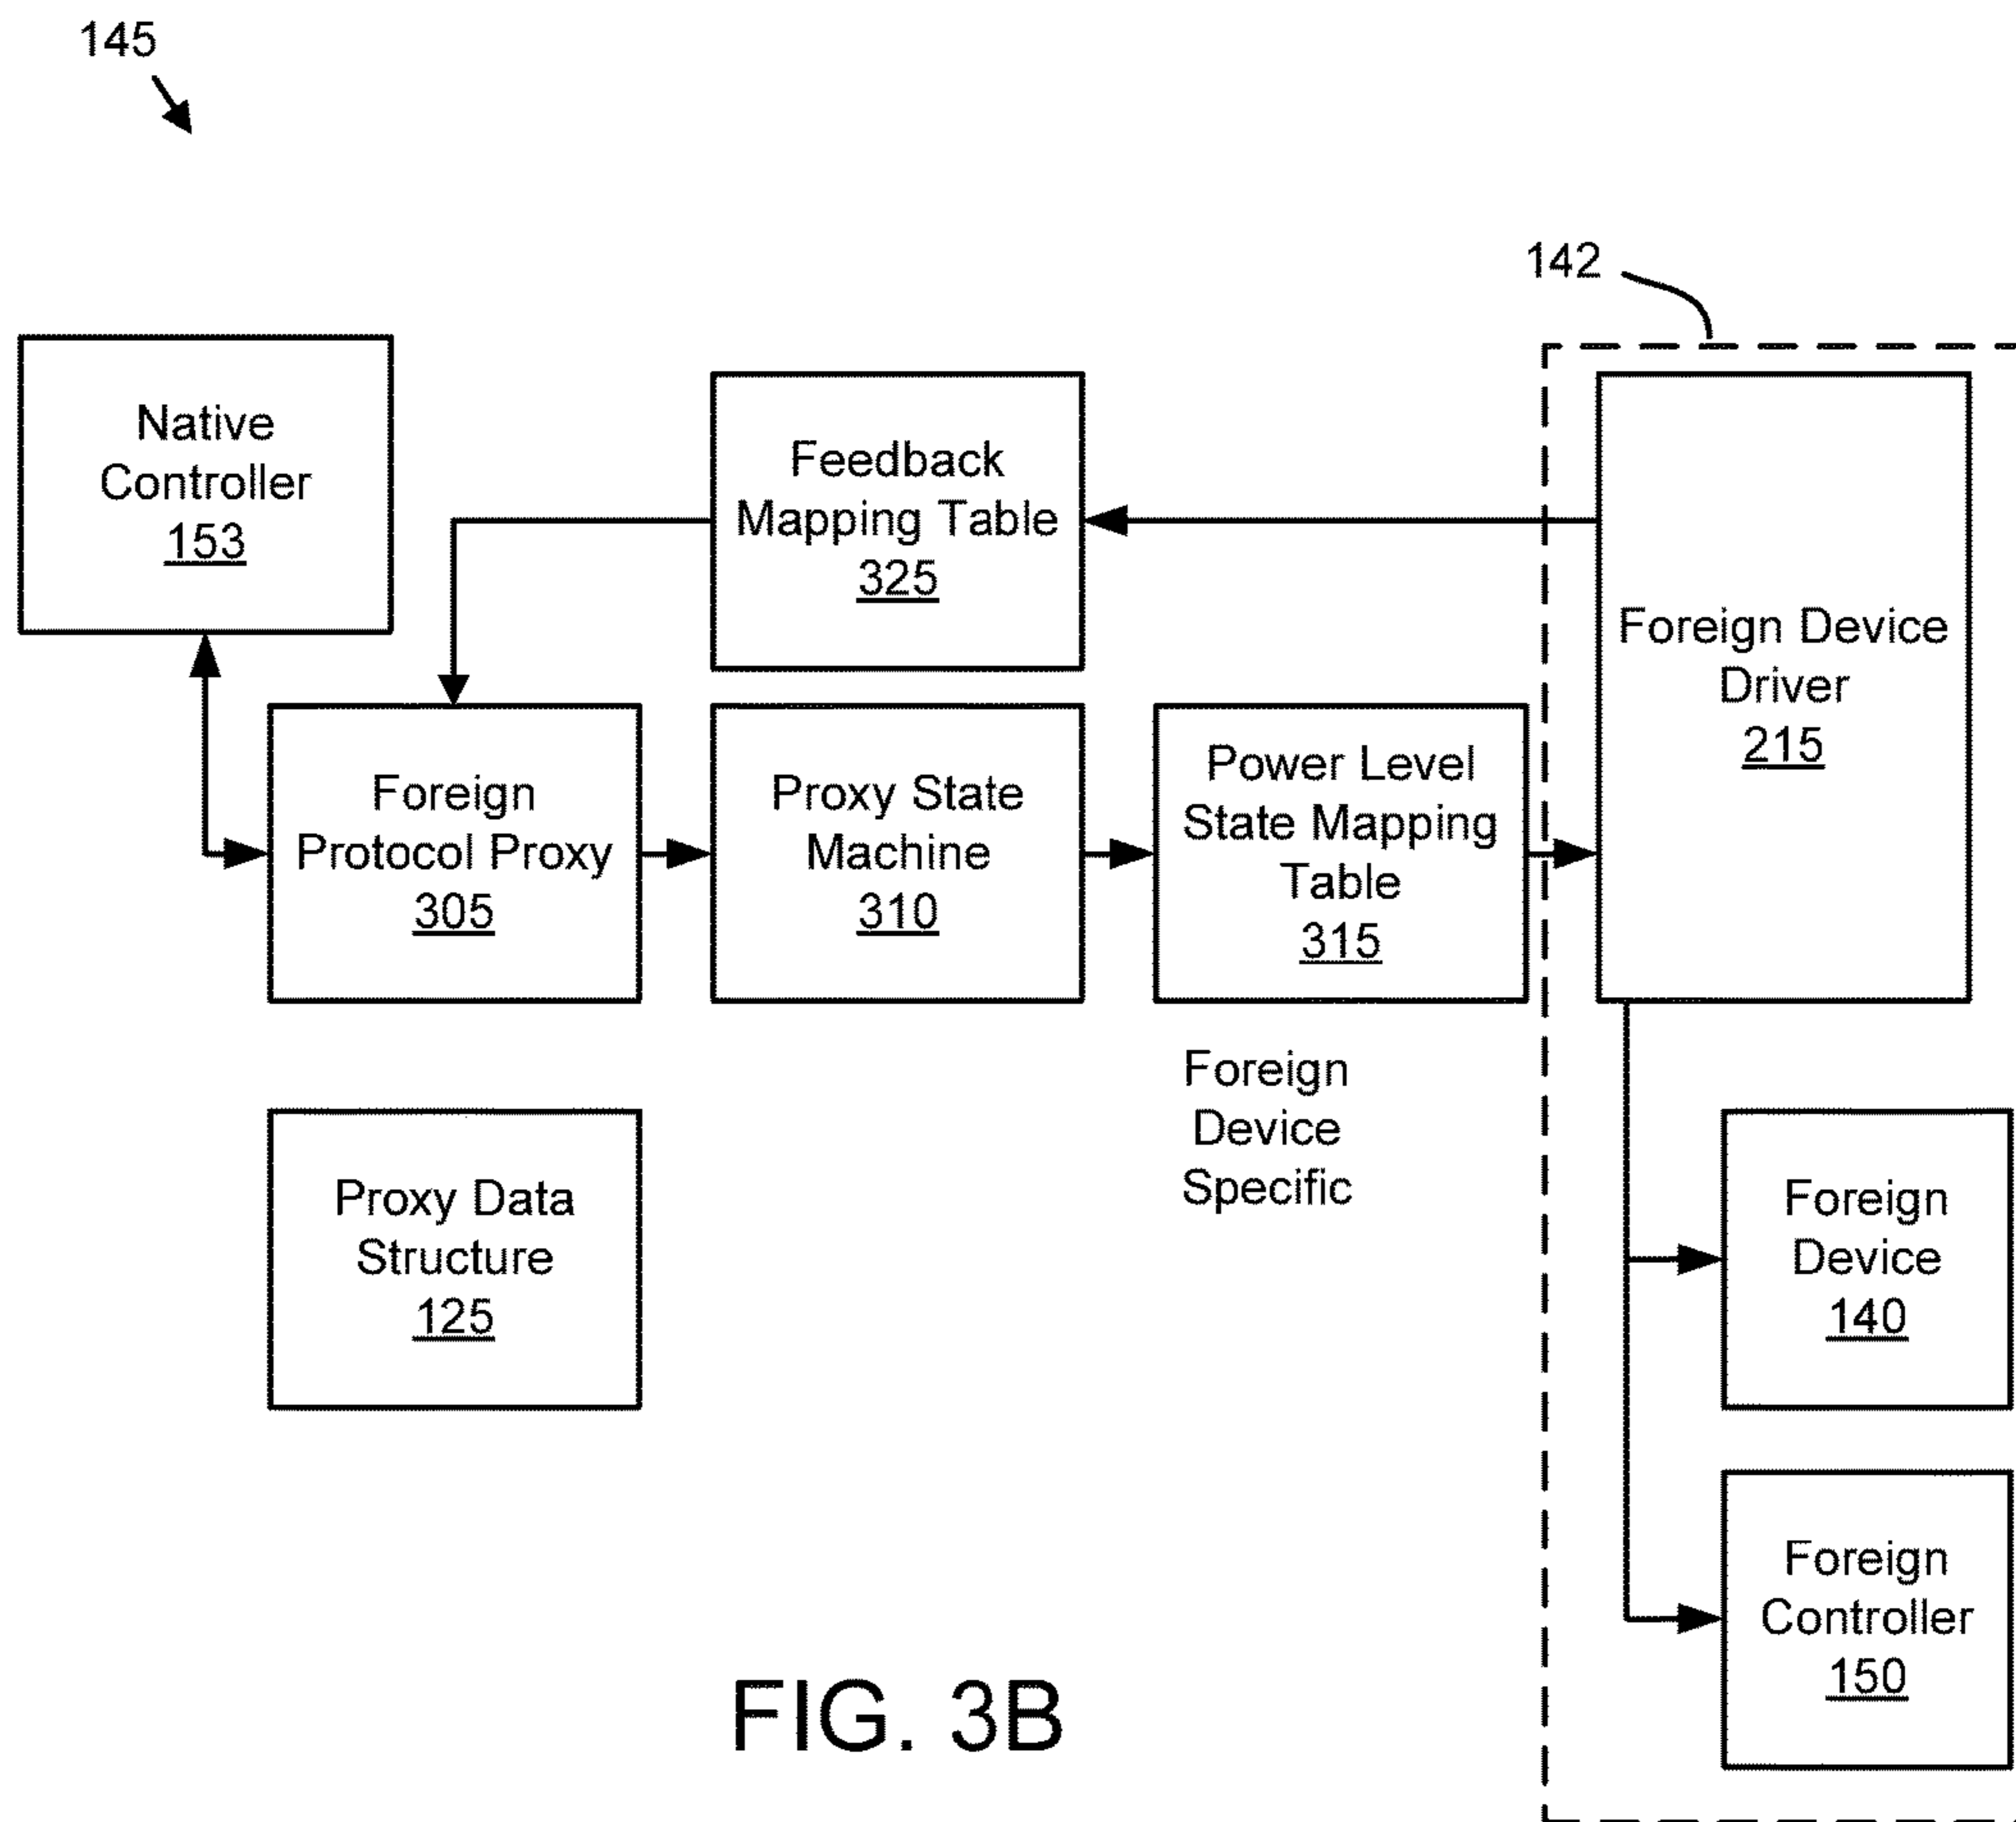 145
142
Native
Controller
153
Feedback
Mapping Table
325
Foreign Device
Driver
215
Foreign
Protocol Proxy
305
Proxy State
Machine
310
Power Level
State Mapping
Table
315
Foreign
Device
Specific
Proxy Data
Structure
125
Foreign
Device
140
Foreign
Controller
150
FIG. 3B